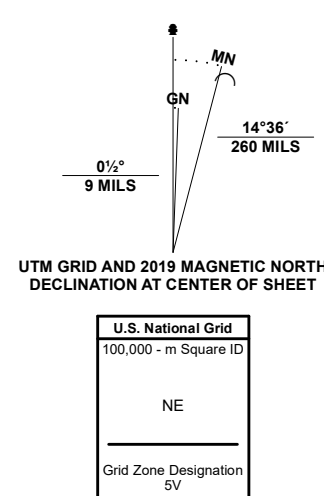 MN
GN
14°36´
260 MILS
0½°
9 MILS
UTM GRID AND 2019 MAGNETIC NORTH
DECLINATION AT CENTER OF SHEET
U.S. National Grid
100,000 - m Square ID
NE
Grid Zone Designation
5V